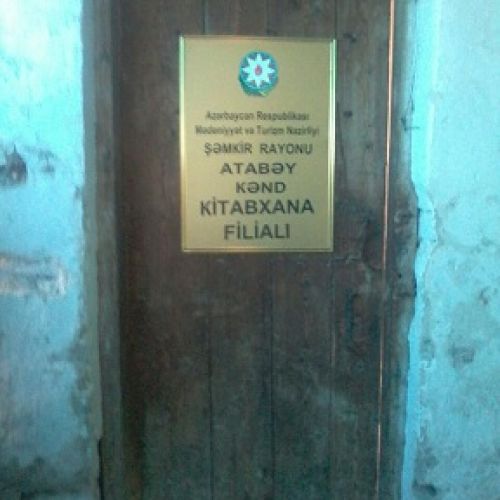 Azərbaycan Respublikası
Mədəniyyət və Turizm Nazirliyi
ŞƏMKİR RAYONU
ATABƏY
KƏND
KİTABXANA
FİLİALI